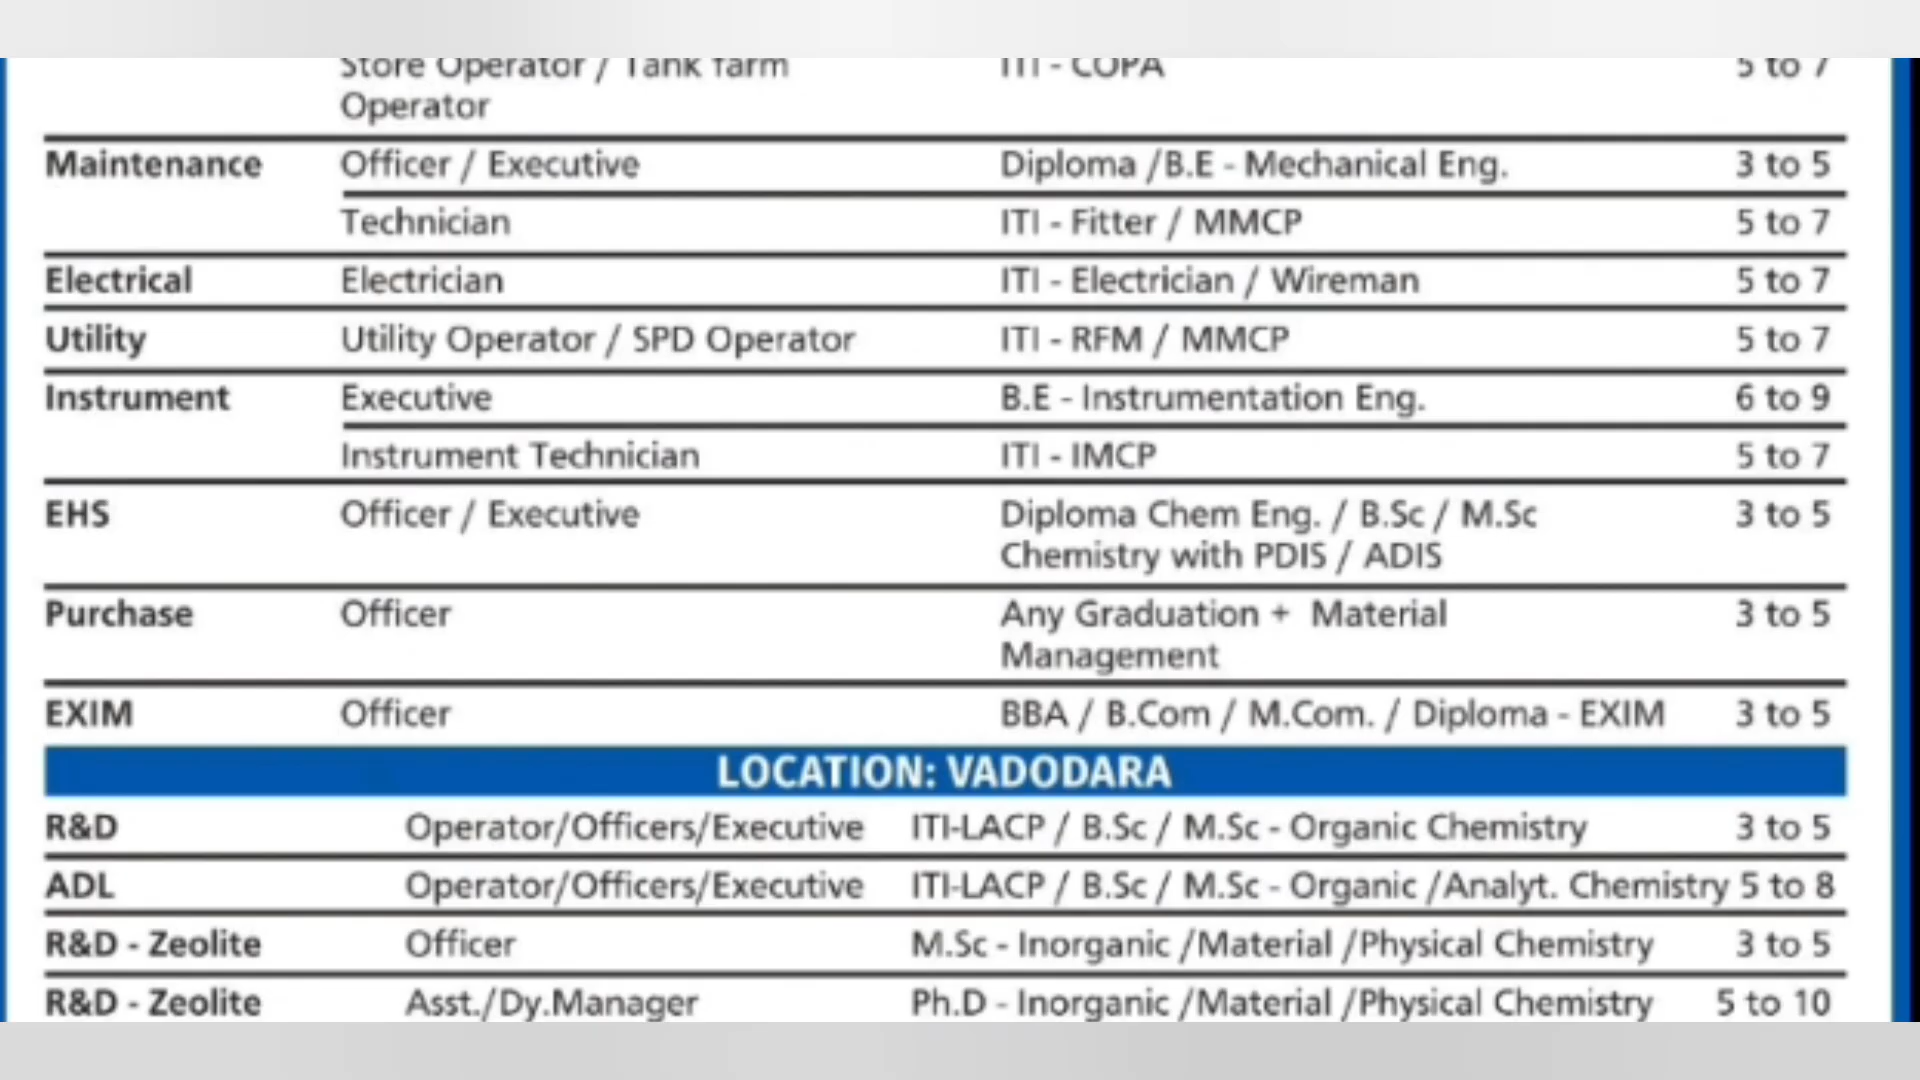 Store Operator / Tank farm ITI - COPA 5 to 7
Operator
Maintenance Officer / Executive Diploma /B.E - Mechanical Eng. 3 to 5
Technician ITI - Fitter / MMCP 5 to 7
Electrical Electrician ITI - Electrician / Wireman 5 to 7
Utility Utility Operator / SPD Operator ITI - RFM / MMCP 5 to 7
Instrument Executive B.E - Instrumentation Eng. 6 to 9
Instrument Technician ITI - IMCP 5 to 7
EHS Officer / Executive Diploma Chem Eng. / B.Sc / M.Sc 3 to 5
Chemistry with PDIS / ADIS
Purchase Officer Any Graduation + Material 3 to 5
Management
EXIM Officer BBA / B.Com / M.Com. / Diploma - EXIM 3 to 5
LOCATION: VADODARA
R&D Operator/Officers/Executive ITI-LACP / B.Sc / M.Sc - Organic Chemistry 3 to 5
ADL Operator/Officers/Executive ITI-LACP / B.Sc / M.Sc - Organic /Analyt. Chemistry 5 to 8
R&D - Zeolite Officer M.Sc - Inorganic /Material /Physical Chemistry 3 to 5
R&D - Zeolite Asst./Dy.Manager Ph.D - Inorganic /Material /Physical Chemistry 5 to 10